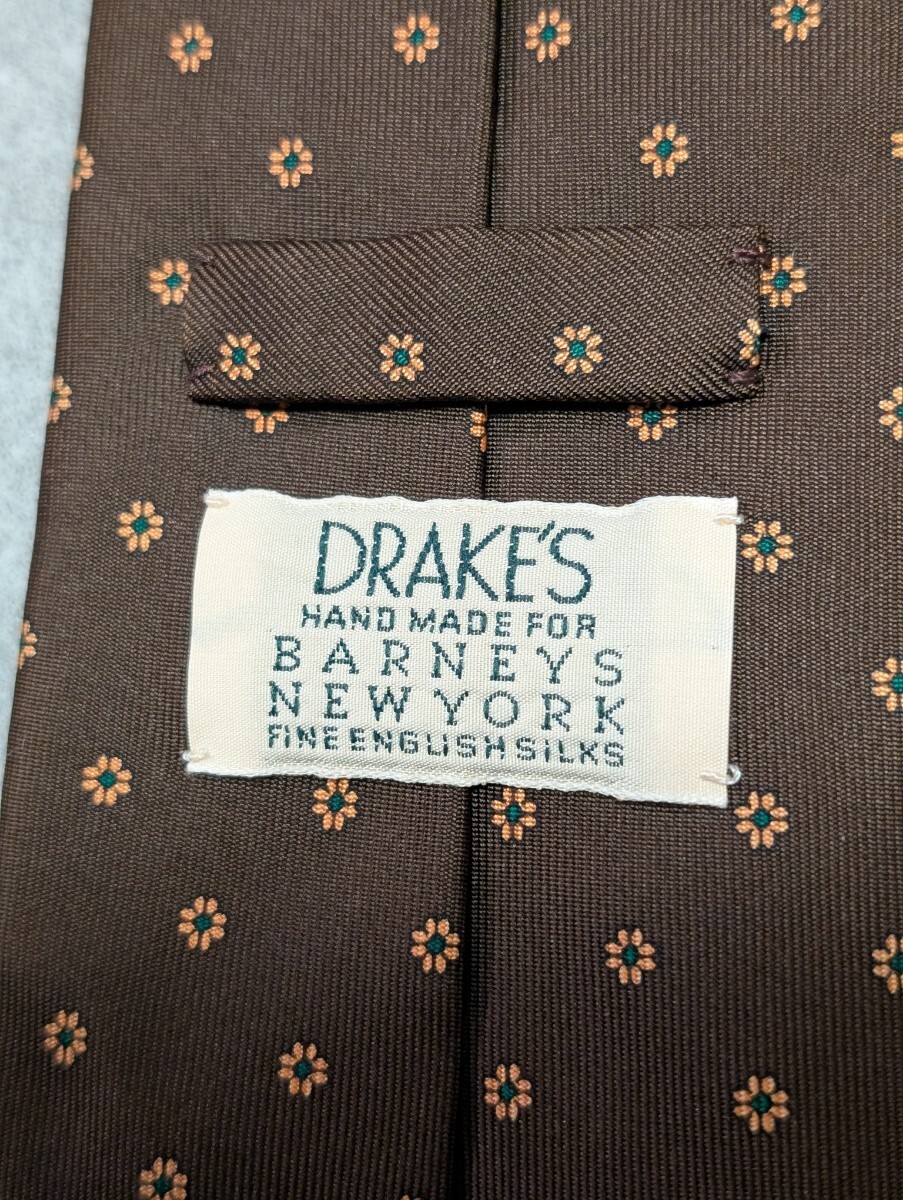 DRAKE'S
HAND MADE FOR
BARNEYS
NEW YORK
FINE ENGLISH SILKS